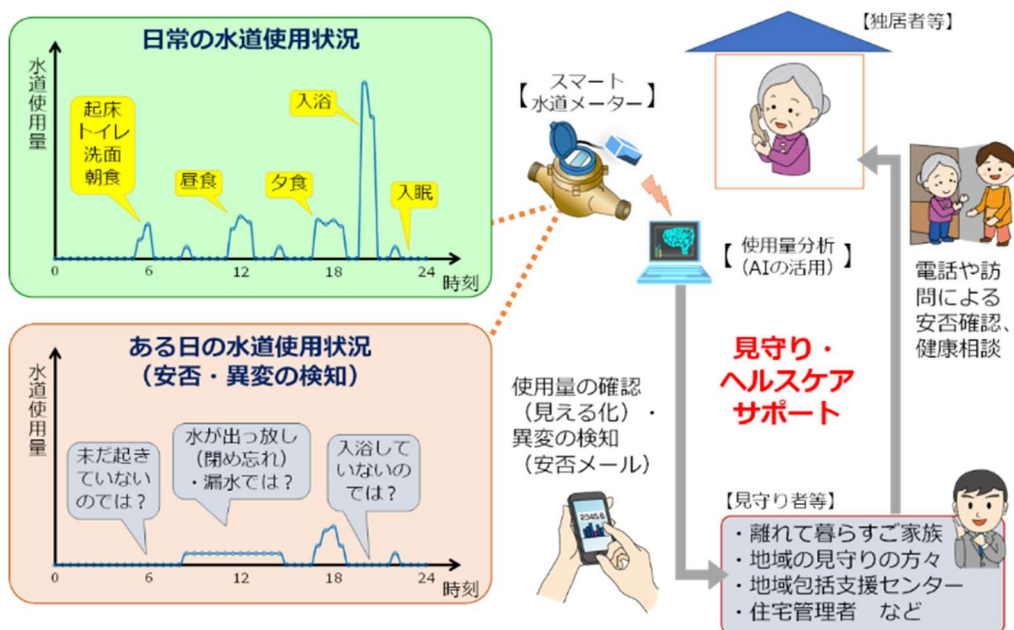 日常の水道使用状況
水道使用量
起床
トイレ
洗面
朝食
昼食
夕食
入浴
入眠
0 6 12 18 24
時刻
ある日の水道使用状況
(安否・異変の検知)
水道使用量
未だ起き
ていない
のでは?
水が出っ放し
(閉め忘れ)
・漏水では?
入浴して
いないの
では?
0 6 12 18 24
時刻
【スマート
水道メーター】
【使用量分析
(AIの活用)】
使用量の確認
(見える化)・
異変の検知
(安否メール)
2345.6
見守り・
ヘルスケア
サポート
【独居者等】
電話や訪
問による
安否確認、
健康相談
【見守り者等】
・離れて暮らすご家族
・地域の見守りの方々
・地域包括支援センター
・住宅管理者 など